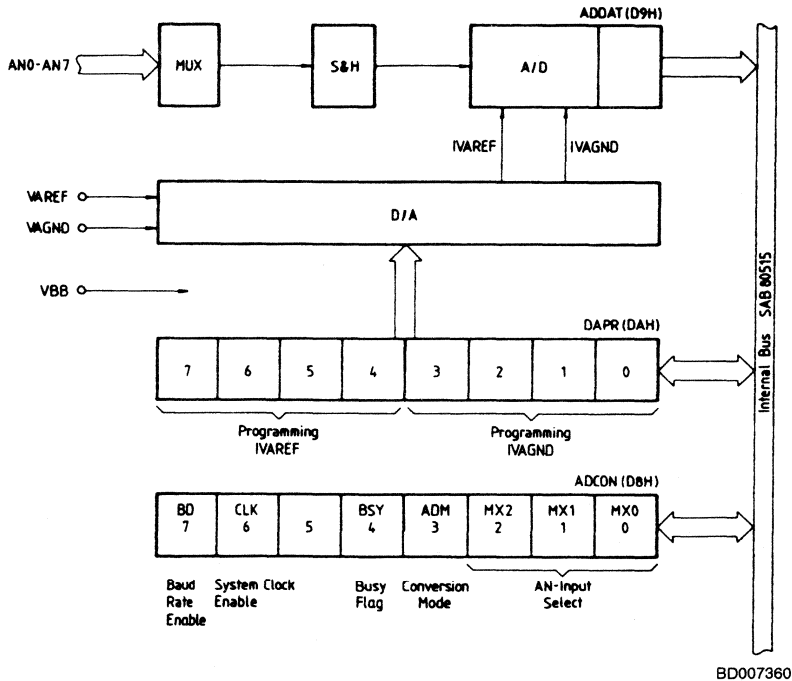 ADDAT (D9H)
AN0-AN7
MUX
S&H
A/D
IVAREF
IVAGND
VAREF
VAGND
D/A
VBB
DAPR (DAH)
7 6 5 4 3 2 1 0
Programming
IVAREF
Programming
IVAGND
ADCON (D8H)
BD CLK BSY ADM MX2 MX1 MX0
7 6 5 4 3 2 1 0
Baud
Rate
Enable
System Clock
Enable
Busy
Flag
Conversion
Mode
AN-Input
Select
Internal Bus SAB 80515
BD007360